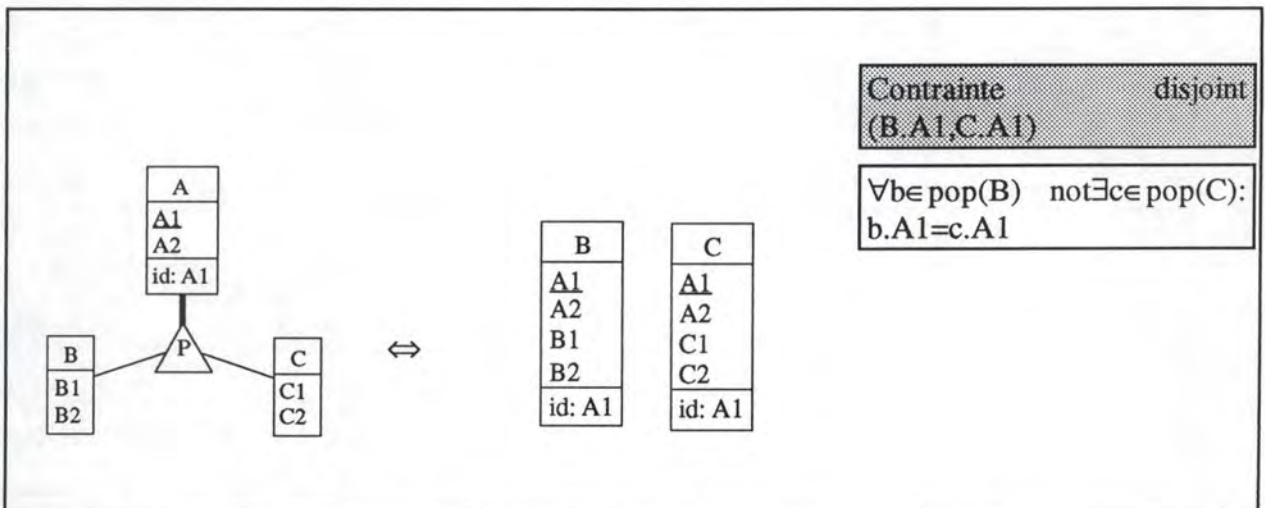 Contrainte disjoint
(B.A1,C.A1)
∀b∈pop(B) not∃c∈pop(C):
b.A1=c.A1
A
A1
A2
id: A1
P
B
B1
B2
C
C1
C2
⇔
B
A1
A2
B1
B2
id: A1
C
A1
A2
C1
C2
id: A1